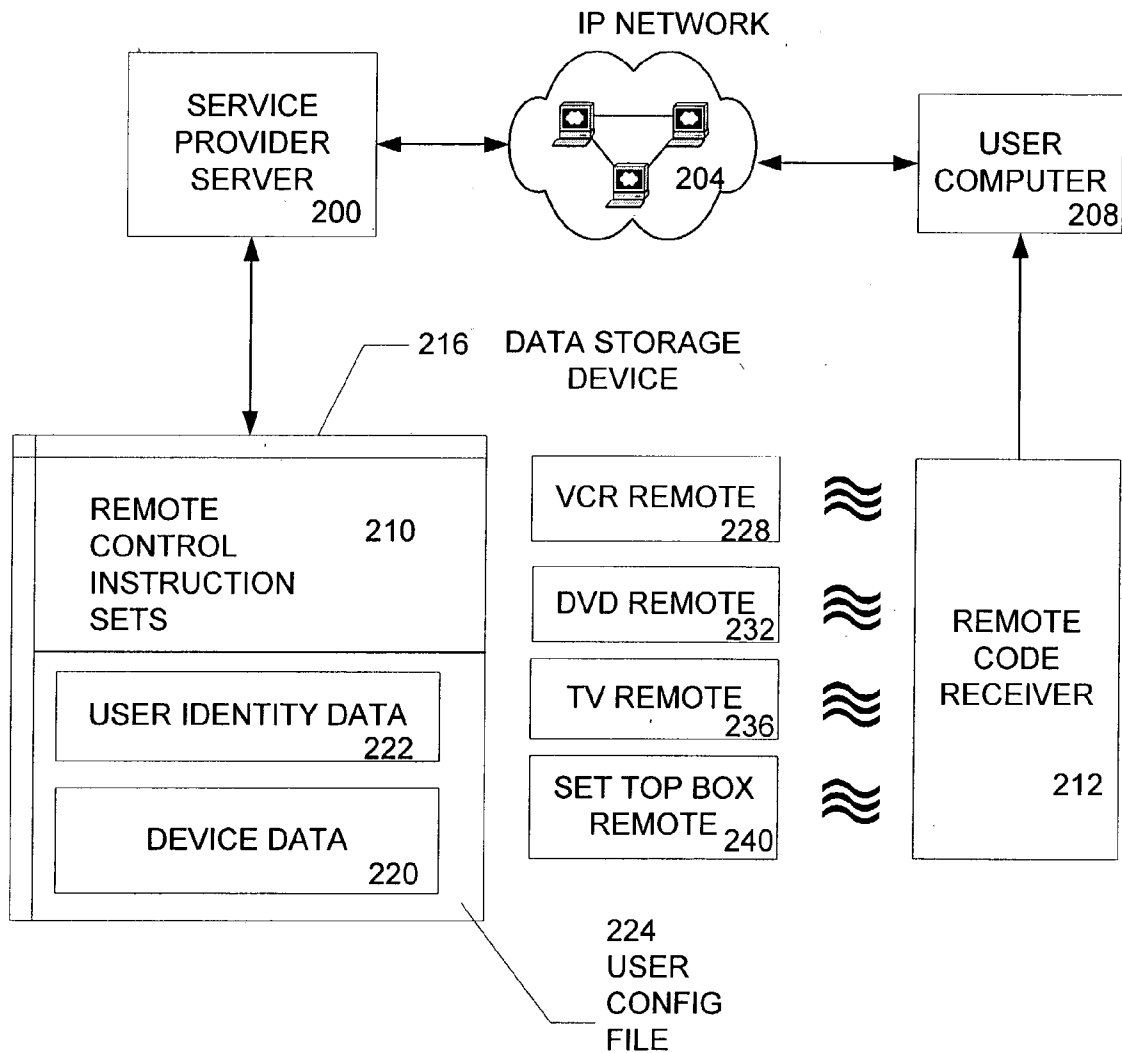 IP NETWORK
SERVICE
PROVIDER
SERVER
200
204
USER
COMPUTER
208
216 DATA STORAGE
DEVICE
REMOTE
CONTROL
INSTRUCTION
SETS
210
USER IDENTITY DATA
222
DEVICE DATA
220
VCR REMOTE
228
DVD REMOTE
232
TV REMOTE
236
SET TOP BOX
REMOTE
240
REMOTE
CODE
RECEIVER
212
224
USER
CONFIG
FILE